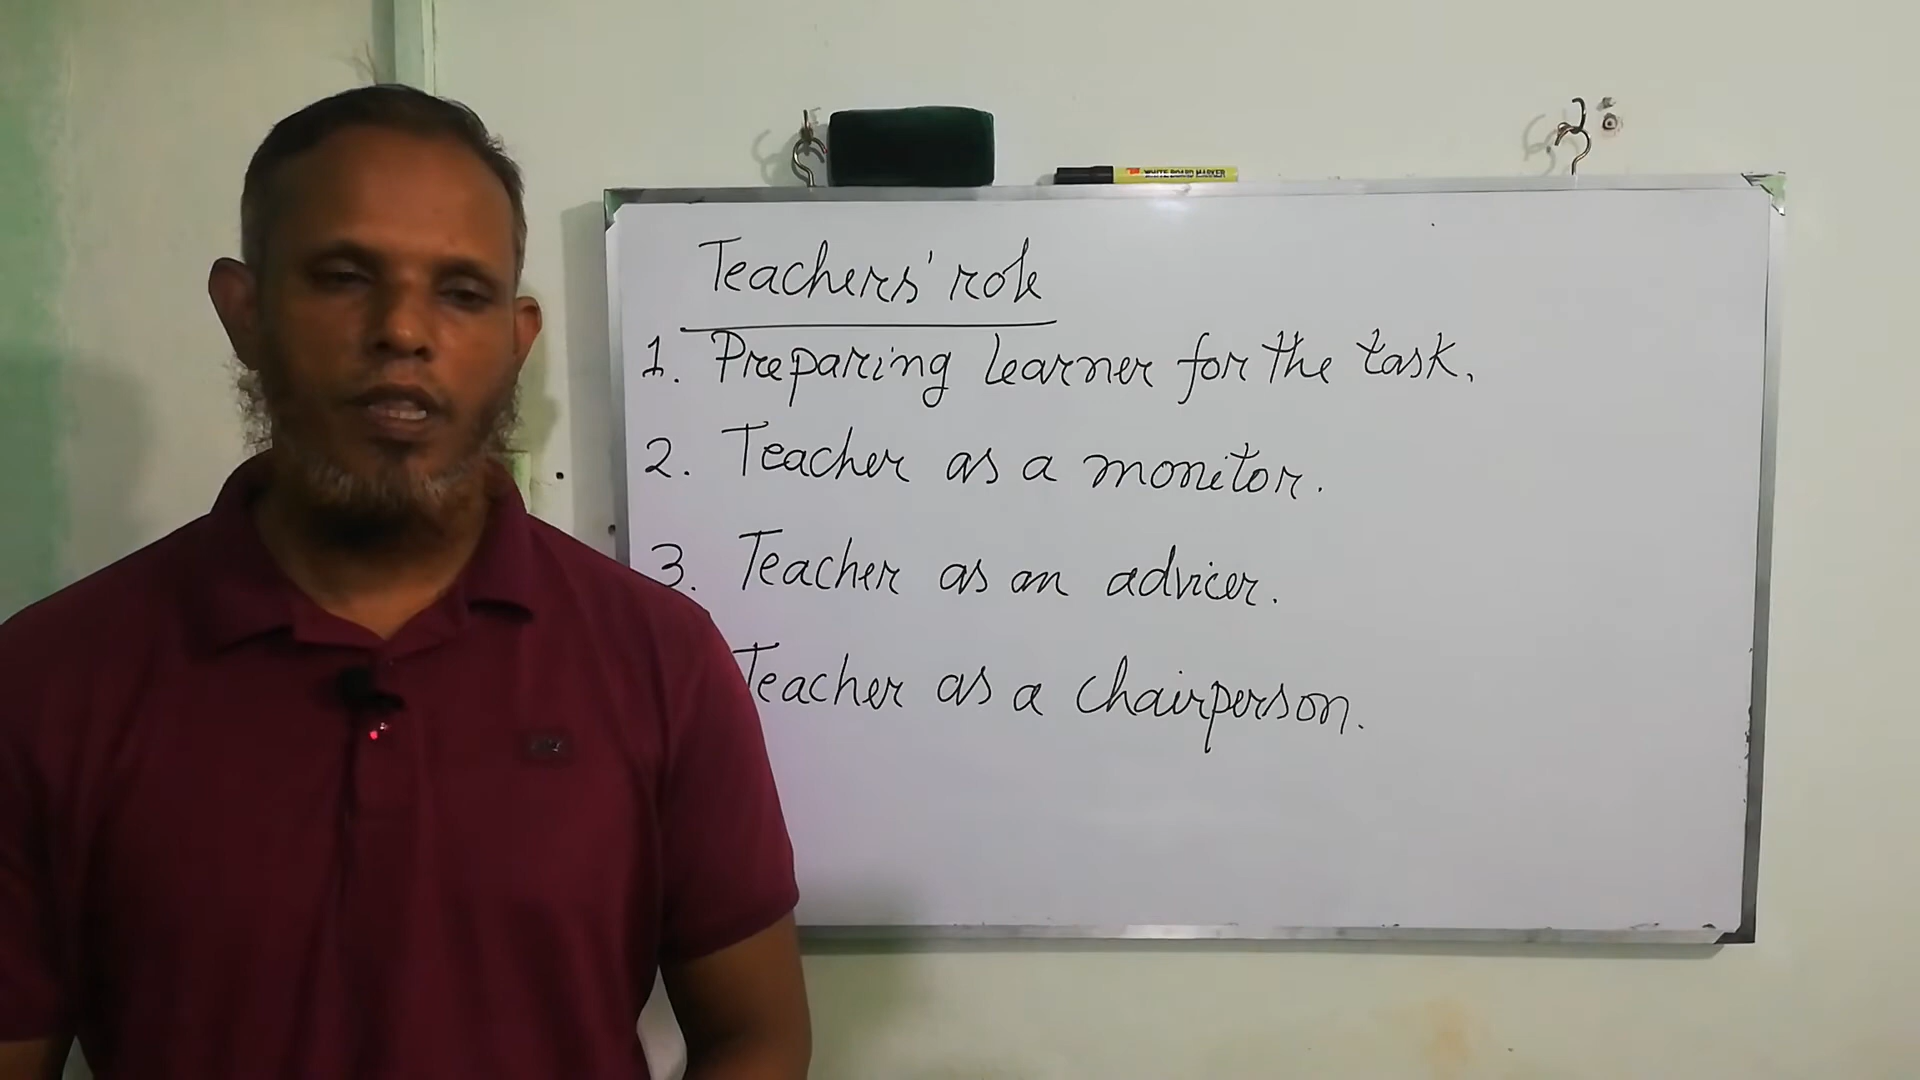 WHITE BOARD MARKER
Teachers' role
1. Preparing learner for the task.
2. Teacher as a monitor.
3. Teacher as an advicer.
Teacher as a chairperson.